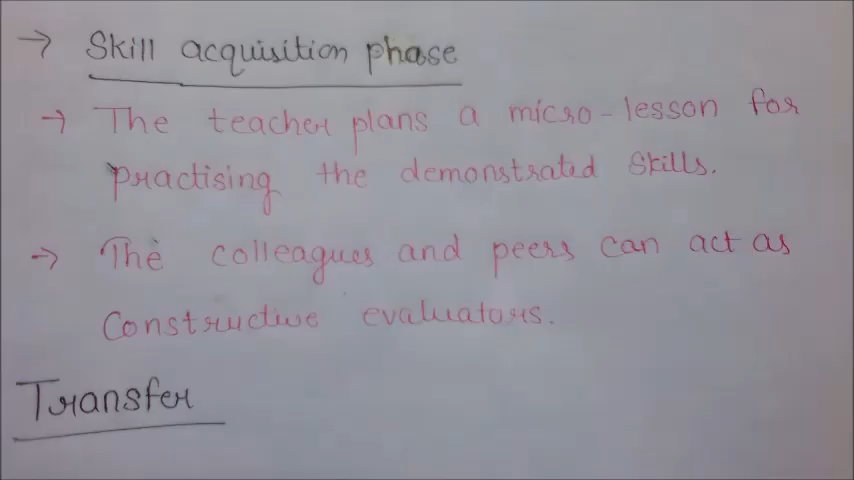 → Skill acquisition phase
→ The teacher plans a micro-lesson for
practising the demonstrated skills.
→ The colleagues and peers can act as
Constructive evaluators.
Transfer